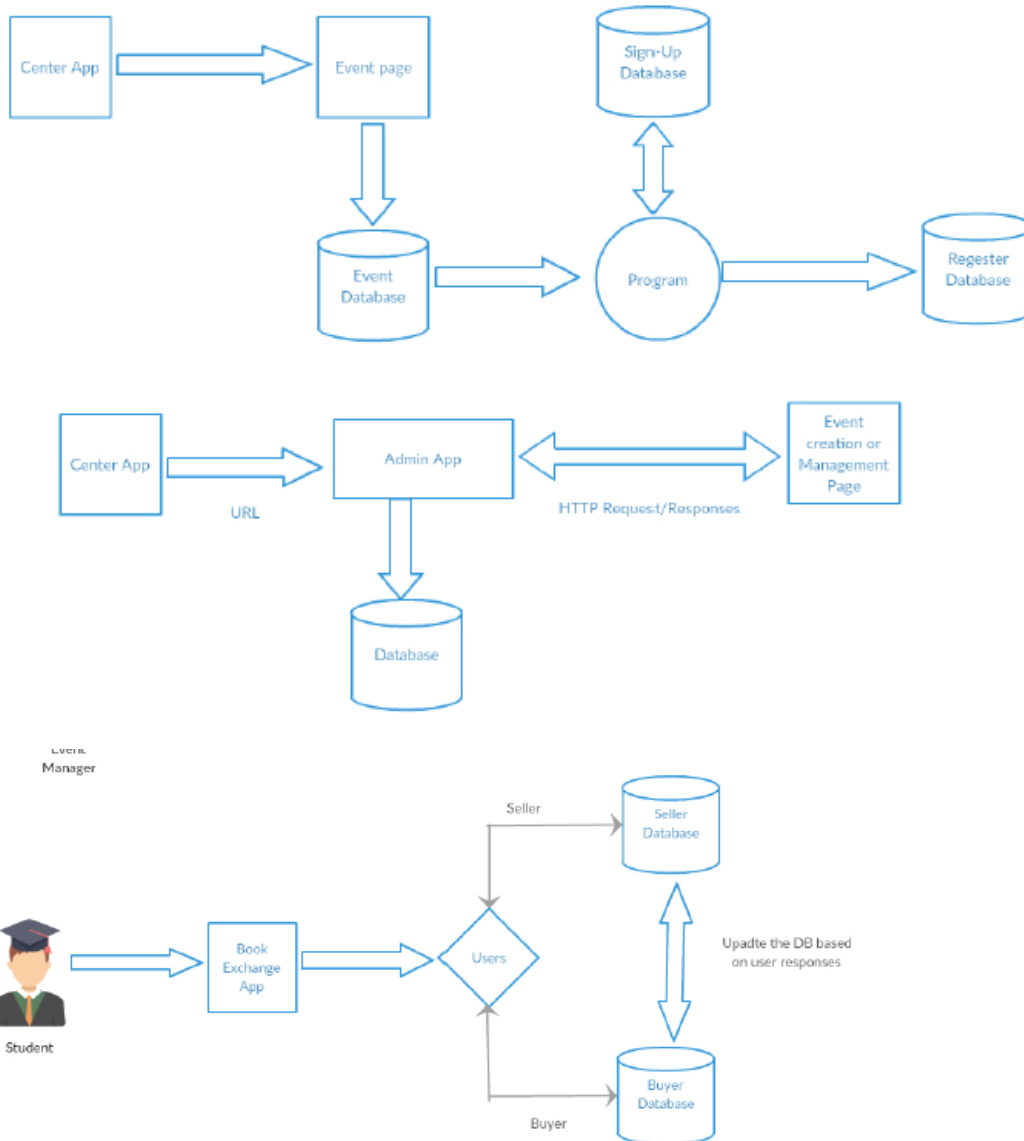 Center App
Event page
Sign-Up
Database
Event
Database
Program
Regester
Database
Center App
URL
Admin App
HTTP Request/Responses
Event
creation or
Management
Page
Database
Manager
Student
Book
Exchange
App
Users
Seller
Seller
Database
Upadte the DB based
on user responses
Buyer
Buyer
Database